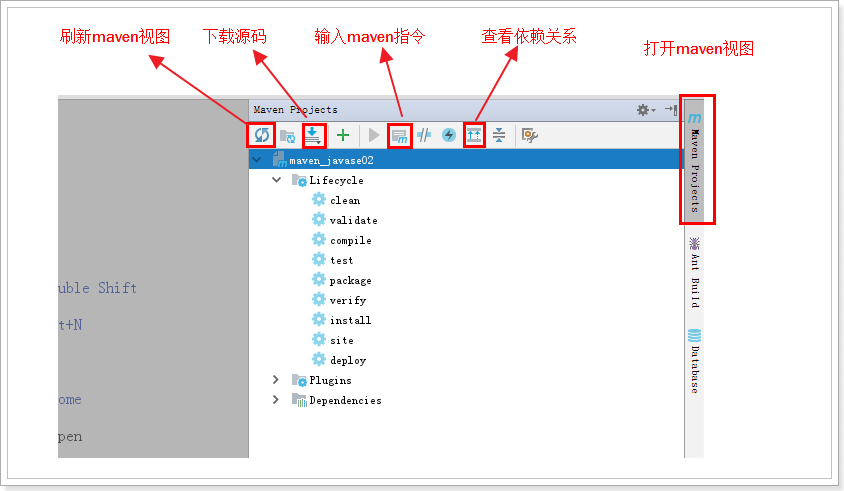 刷新maven视图 下载源码 输入maven指令 查看依赖关系 打开maven视图
Maven Projects
maven_javase02
Lifecycle
clean
validate
compile
test
package
verify
install
site
deploy
Plugins
Dependencies
uble Shift
t+N
ome
pen
Maven Projects
Ant Build
Database